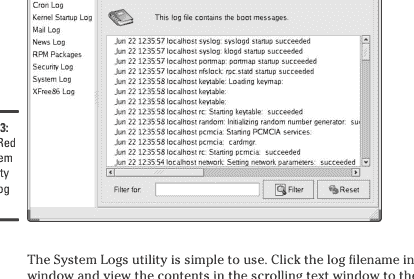 Cron Log
Kernel Startup Log
Mail Log
News Log
RPM Packages
Security Log
System Log
XFree86 Log
This log file contains the boot messages.
Jun 22 12:35:57 localhost syslog: syslogd startup succeeded
Jun 22 12:35:57 localhost syslog: klogd startup succeeded
Jun 22 12:35:57 localhost portmap: portmap startup succeeded
Jun 22 12:35:57 localhost nfslock: rpc.statd startup succeeded
Jun 22 12:35:58 localhost keytable: Loading keymap:
Jun 22 12:35:58 localhost keytable:
Jun 22 12:35:58 localhost keytable:
Jun 22 12:35:58 localhost rc: Starting keytable: succeeded
Jun 22 12:35:58 localhost random: Initializing random number generator: su
Jun 22 12:35:58 localhost pcmcia: Starting PCMCIA services:
Jun 22 12:35:58 localhost pcmcia: cardmgr.
Jun 22 12:35:58 localhost rc: Starting pcmcia: succeeded
Jun 22 12:35:54 localhost network: Setting network parameters: succeeded
Filter for:
Filter
Reset
3:
Red
em
ty
og
The System Logs utility is simple to use. Click the log filename in
window and view the contents in the scrolling text window to the